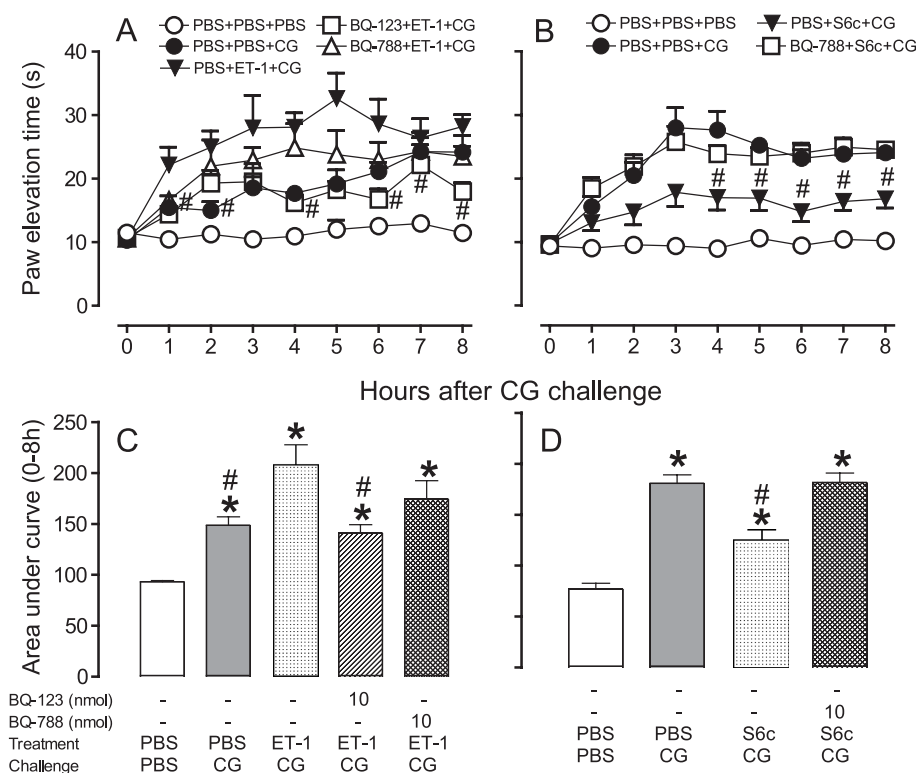 A
PBS+PBS+PBS
BQ-123+ET-1+CG
PBS+PBS+CG
BQ-788+ET-1+CG
PBS+ET-1+CG
B
PBS+PBS+PBS
PBS+S6c+CG
PBS+PBS+CG
BQ-788+S6c+CG
Paw elevation time (s)
40
30
20
10
0
# # # # # #
# # # # #
0 1 2 3 4 5 6 7 8
0 1 2 3 4 5 6 7 8
Hours after CG challenge
C
D
Area under curve (0-8h)
250
200
150
100
50
0
#
* * * * *
#
* * * #
BQ-123 (nmol) - - - 10 - - - - -
BQ-788 (nmol) - - - - 10 - - - 10
Treatment PBS PBS ET-1 ET-1 ET-1 PBS PBS S6c S6c
Challenge PBS CG CG CG CG PBS CG CG CG